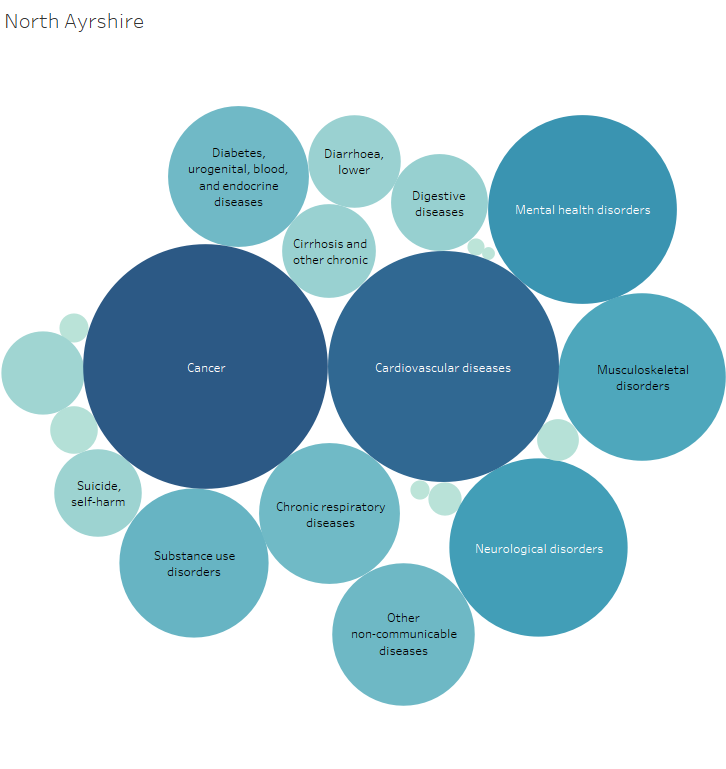 North Ayrshire
Diabetes,
urogenital, blood,
and endocrine
diseases
Diarrhoea,
lower
Digestive
diseases
Mental health disorders
Cirrhosis and
other chronic
Cancer
Cardiovascular diseases
Musculoskeletal
disorders
Suicide,
self-harm
Chronic respiratory
diseases
Substance use
disorders
Neurological disorders
Other
non-communicable
diseases